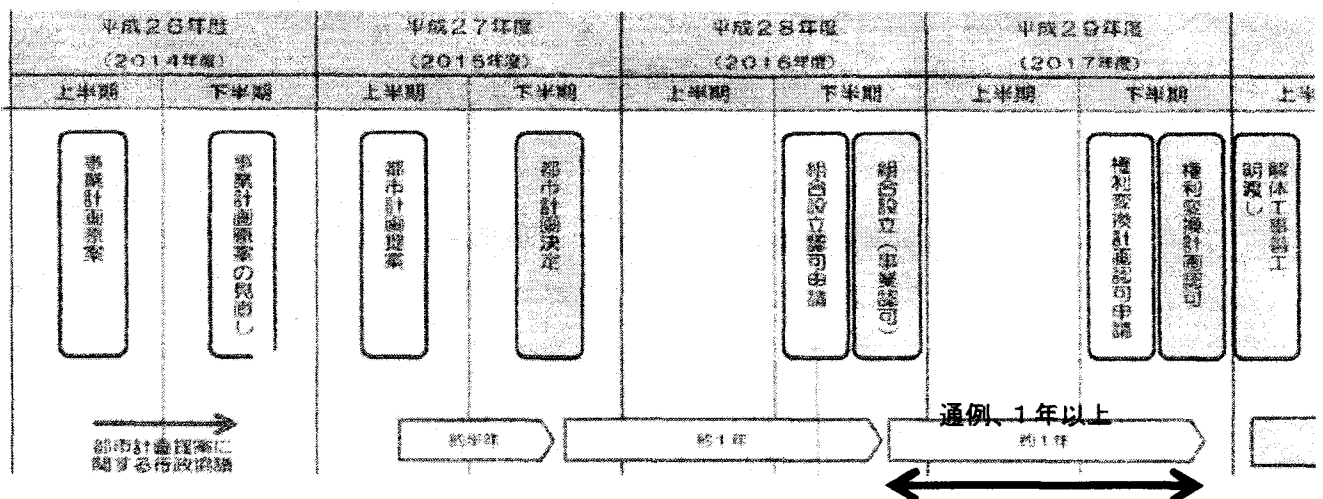 平成26年度
平成27年度
平成28年度
平成29年度
（2014年度）
（2015年度）
（2016年度）
（2017年度）
上半期
下半期
上半期
下半期
上半期
下半期
上半期
下半期
上半
事業計画素案
事業計画素案の見直し
都市計画提案
都市計画決定
組合設立認可申請
組合設立（事業認可）
権利変換計画認可申請
権利変換計画認可
解体工事着工
明渡し
都市計画提案に
関する行政協議
約半年
約1年
通例、1年以上
約1年